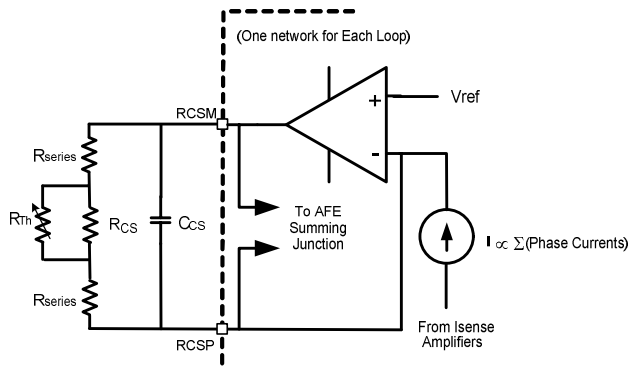 (One network for Each Loop)
RCSM
+
Vref
-
Rseries
RTh
RCS
CCS
To AFE
Summing
Junction
I ∝ Σ(Phase Currents)
Rseries
From Isense
Amplifiers
RCSP